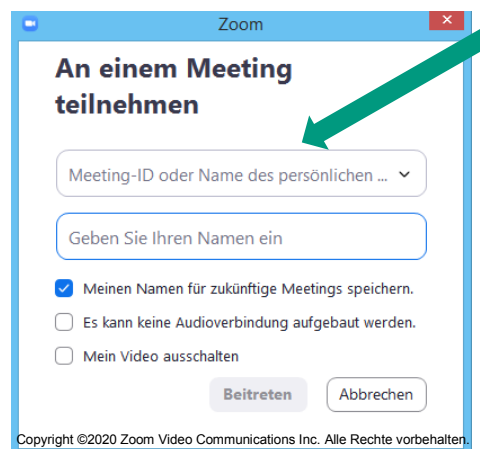 Zoom
An einem Meeting
teilnehmen
Meeting-ID oder Name des persönlichen ...
Geben Sie Ihren Namen ein
Meinen Namen für zukünftige Meetings speichern.
Es kann keine Audioverbindung aufgebaut werden.
Mein Video ausschalten
Beitreten Abbrechen
Copyright ©2020 Zoom Video Communications Inc. Alle Rechte vorbehalten.